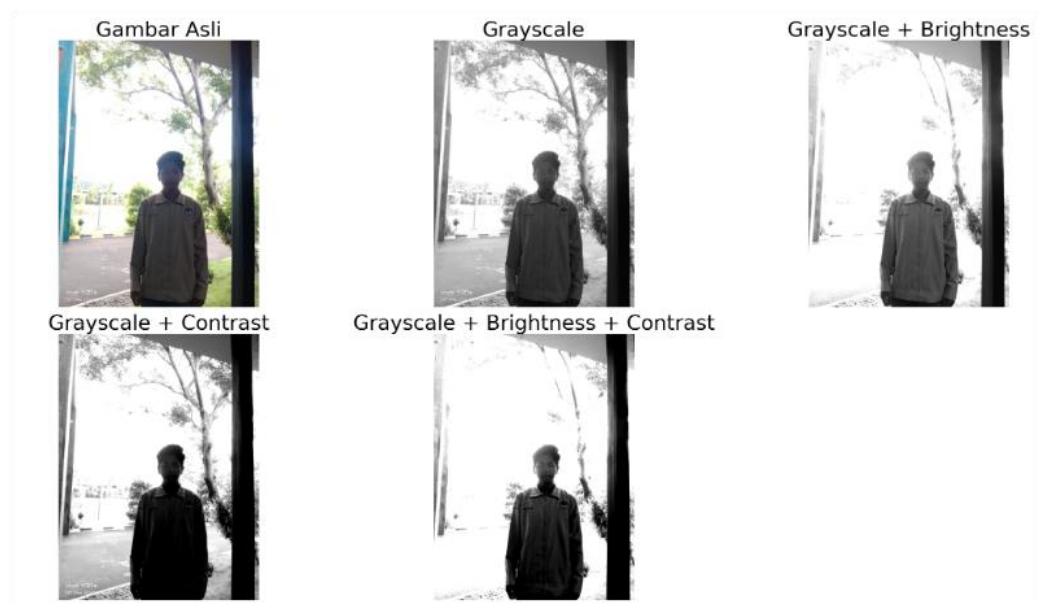 Gambar Asli
Grayscale
Grayscale + Brightness
Grayscale + Contrast
Grayscale + Brightness + Contrast